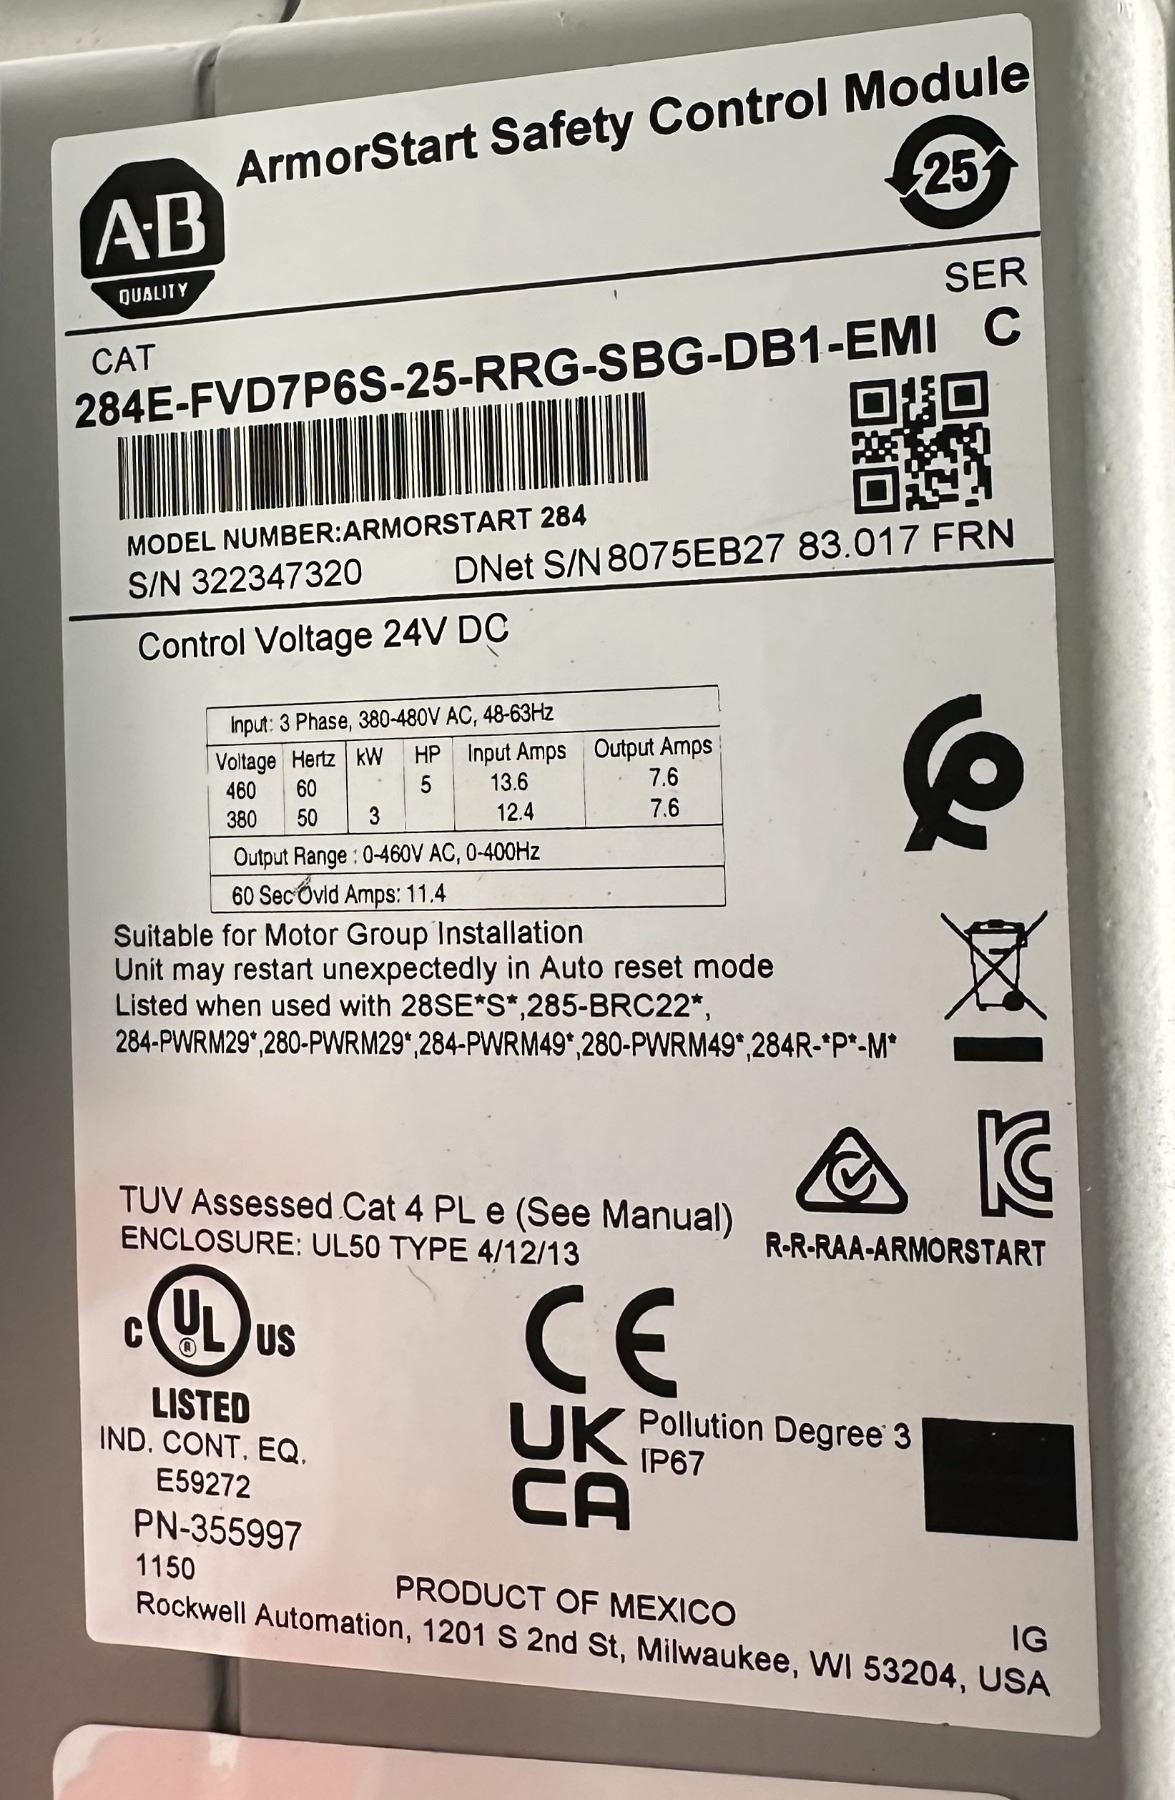 ArmorStart Safety Control Module
A-B
QUALITY
25
SER
CAT
284E-FVD7P6S-25-RRG-SBG-DB1-EMI C
MODEL NUMBER:ARMORSTART 284
S/N 322347320 DNet S/N 8075EB27 83.017 FRN
Control Voltage 24V DC
Input: 3 Phase, 380-480V AC, 48-63Hz
Voltage Hertz kW HP Input Amps Output Amps
460 60 5 13.6 7.6
380 50 3 12.4 7.6
Output Range : 0-460V AC, 0-400Hz
60 Sec Ovld Amps: 11.4
Suitable for Motor Group Installation
Unit may restart unexpectedly in Auto reset mode
Listed when used with 28SE*S*,285-BRC22*,
284-PWRM29*,280-PWRM29*,284-PWRM49*,280-PWRM49*,284R-*P*-M*
TUV Assessed Cat 4 PL e (See Manual)
ENCLOSURE: UL50 TYPE 4/12/13
R-R-RAA-ARMORSTART
C UL US
®
LISTED
IND. CONT. EQ.
E59272
CE
UK
CA
Pollution Degree 3
IP67
PN-355997
1150
PRODUCT OF MEXICO
IG
Rockwell Automation, 1201 S 2nd St, Milwaukee, WI 53204, USA